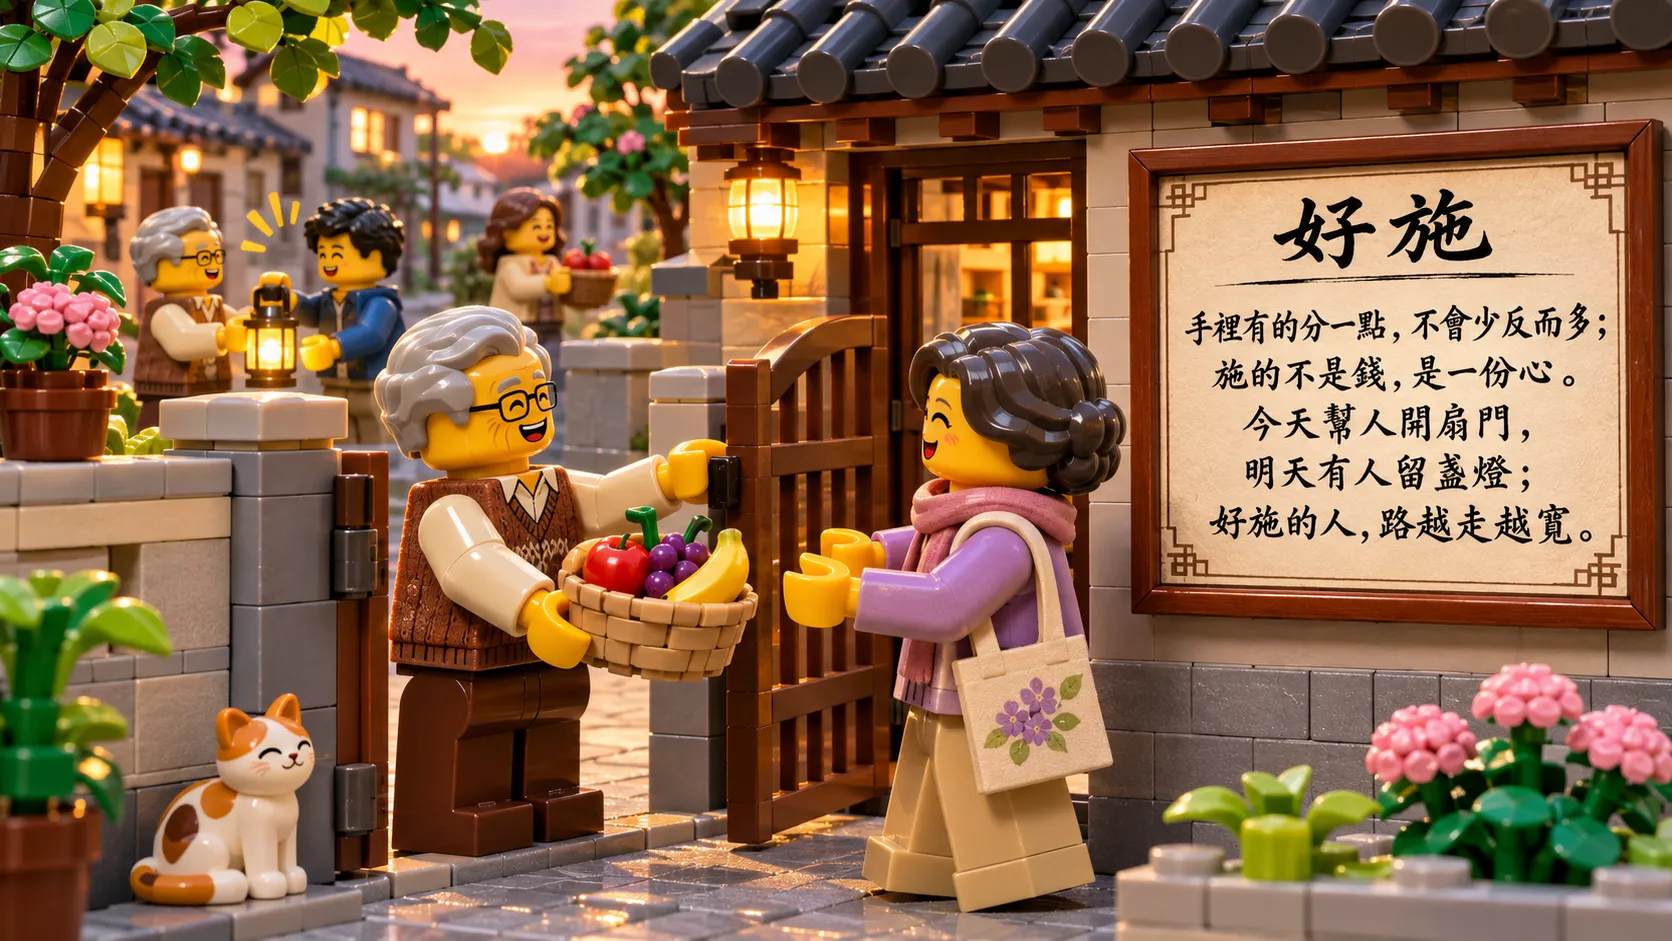 好施
手裡有的分一點，不會少反而多；
施的不是錢，是一份心。
今天幫人開扇門，
明天有人留盞燈；
好施的人，路越走越寬。